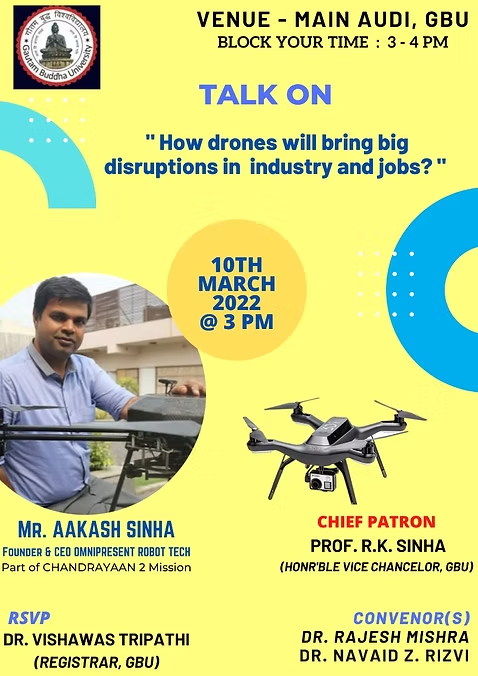 गौतम बुद्ध विश्वविद्यालय
Gautam Buddha University
VENUE - MAIN AUDI, GBU
BLOCK YOUR TIME : 3 - 4 PM
TALK ON
" How drones will bring big
disruptions in industry and jobs? "
10TH
MARCH
2022
@ 3 PM
MR. AAKASH SINHA
FOUNDER & CEO OMNIPRESENT ROBOT TECH
Part of CHANDRAYAAN 2 Mission
CHIEF PATRON
PROF. R.K. SINHA
(HONR'BLE VICE CHANCELOR, GBU)
RSVP
DR. VISHAWAS TRIPATHI
(REGISTRAR, GBU)
CONVENOR(S)
DR. RAJESH MISHRA
DR. NAVAID Z. RIZVI